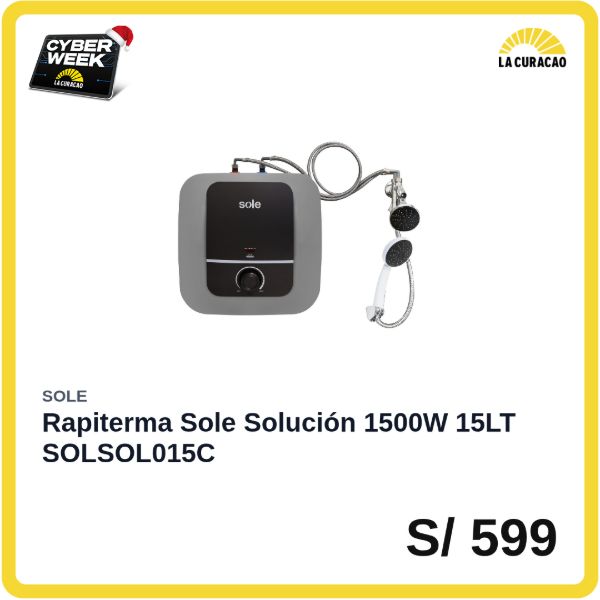 CYBER
WEEK
LA CURACAO
LA CURACAO
sole
SOLE
Rapiterma Sole Solución 1500W 15LT
SOLSOL015C
S/ 599